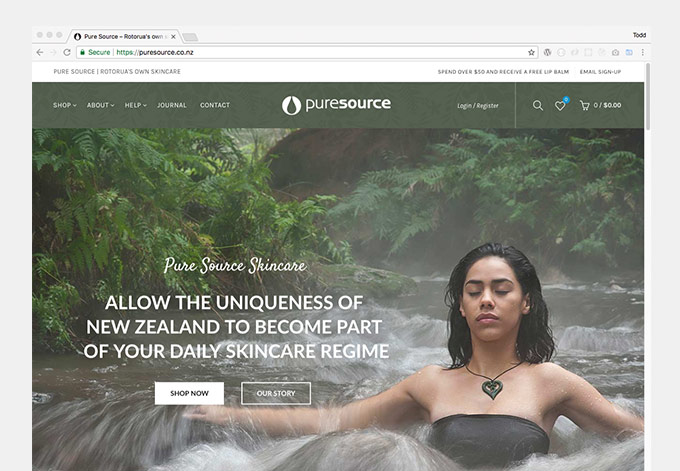 Todd
Pure Source – Rotorua's own s
Secure https://puresource.co.nz
PURE SOURCE | ROTORUA'S OWN SKINCARE
SPEND OVER $50 AND RECEIVE A FREE LIP BALM EMAIL SIGN-UP
SHOP ABOUT HELP JOURNAL CONTACT puresource Login / Register 0 0 / $0.00
Pure Source Skincare
ALLOW THE UNIQUENESS OF
NEW ZEALAND TO BECOME PART
OF YOUR DAILY SKINCARE REGIME
SHOP NOW OUR STORY